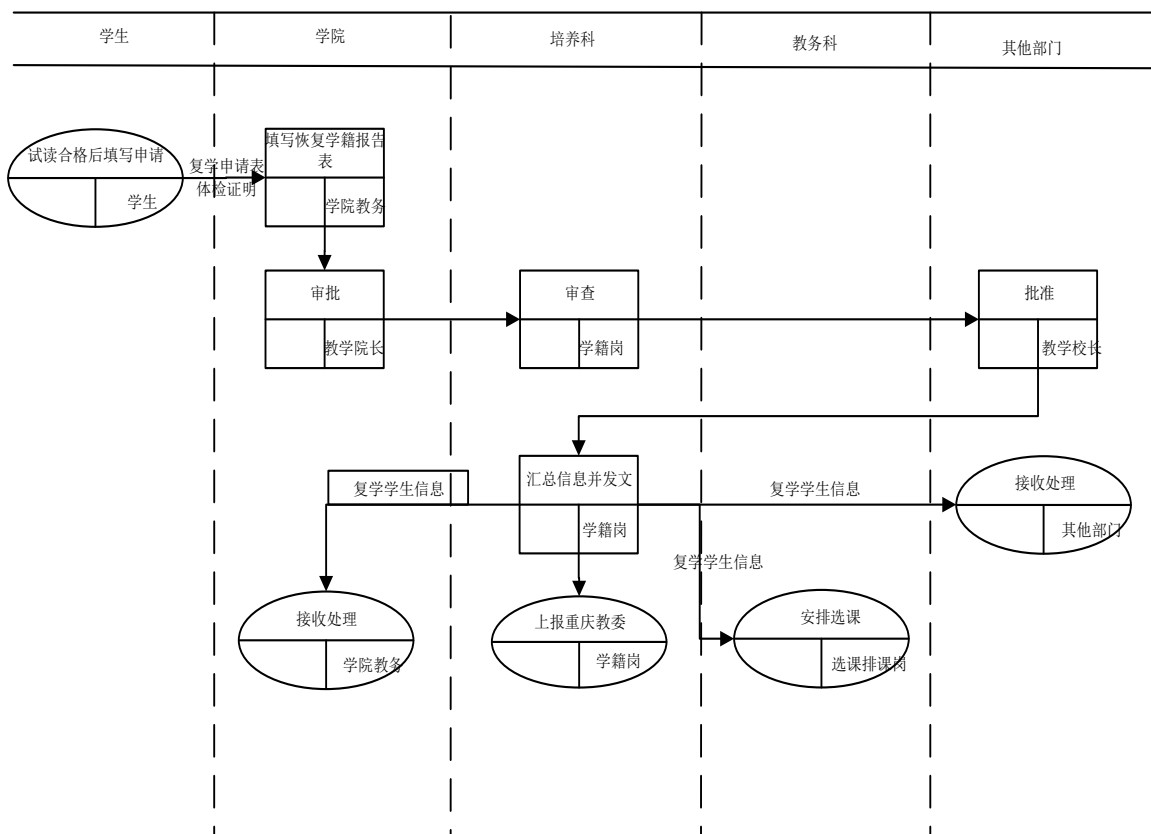 学生
学院
培养科
教务科
其他部门
试读合格后填写申请
学生
复学申请表
体检证明
填写恢复学籍报告
表
学院教务
审批
教学院长
审查
学籍岗
批准
教学校长
汇总信息并发文
学籍岗
复学学生信息
复学学生信息
复学学生信息
接收处理
其他部门
接收处理
学院教务
上报重庆教委
学籍岗
安排选课
选课排课岗